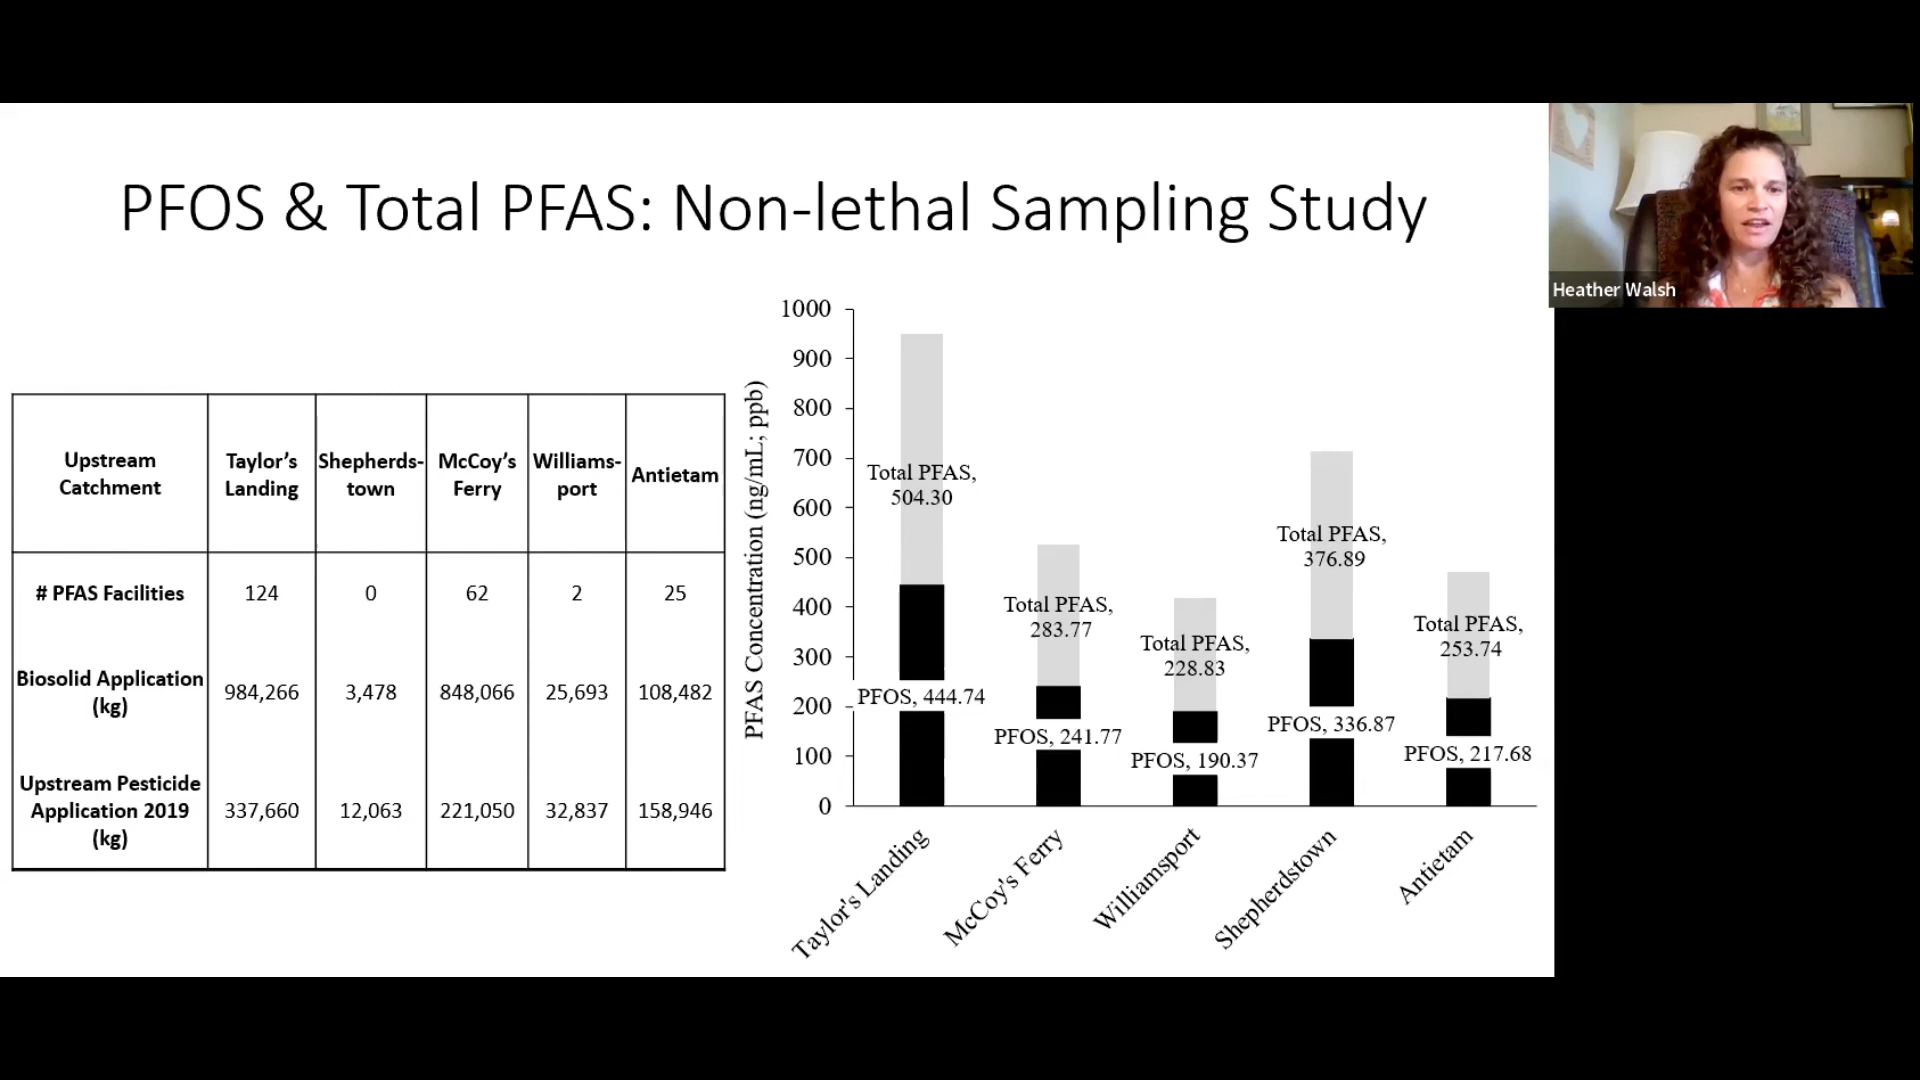 PFOS & Total PFAS: Non-lethal Sampling Study
Heather Walsh
Upstream
Catchment
Taylor's
Landing
Shepherds-
town
McCoy's
Ferry
Williams-
port
Antietam
# PFAS Facilities
124
0
62
2
25
Biosolid Application
(kg)
984,266
3,478
848,066
25,693
108,482
Upstream Pesticide
Application 2019
(kg)
337,660
12,063
221,050
32,837
158,946
PFAS Concentration (ng/mL; ppb)
1000
900
800
700
600
500
400
300
200
100
0
Total PFAS,
504.30
PFOS, 444.74
Total PFAS,
283.77
PFOS, 241.77
Total PFAS,
228.83
PFOS, 190.37
Total PFAS,
376.89
PFOS, 336.87
Total PFAS,
253.74
PFOS, 217.68
Taylor's Landing
McCoy's Ferry
Williamsport
Shepherdstown
Antietam